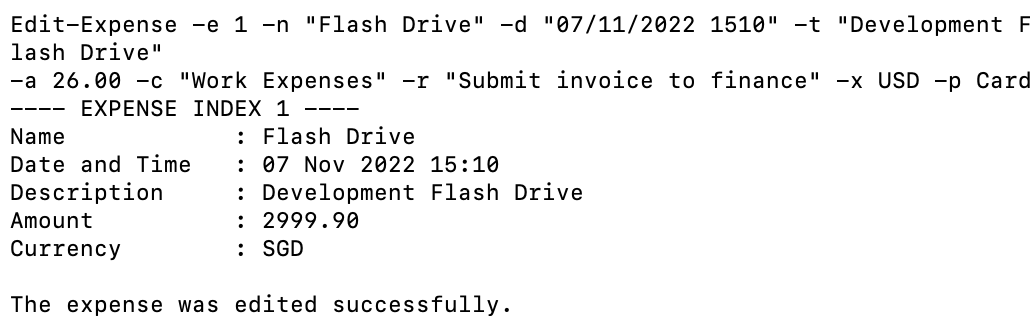 Edit-Expense -e 1 -n "Flash Drive" -d "07/11/2022 1510" -t "Development F
lash Drive"
-a 26.00 -c "Work Expenses" -r "Submit invoice to finance" -x USD -p Card
---- EXPENSE INDEX 1 ----
Name            : Flash Drive
Date and Time   : 07 Nov 2022 15:10
Description     : Development Flash Drive
Amount          : 2999.90
Currency        : SGD
The expense was edited successfully.